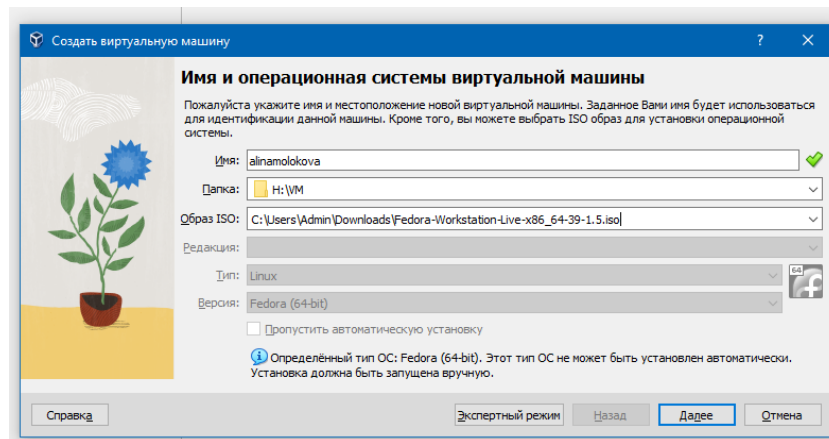 Создать виртуальную машину
? ×
Имя и операционная системы виртуальной машины
Пожалуйста укажите имя и местоположение новой виртуальной машины. Заданное Вами имя будет использоваться
для идентификации данной машины. Кроме того, вы можете выбрать ISO образ для установки операционной
системы.
Имя: alinamolokova
Папка: H:\VM
Образ ISO: C:\Users\Admin\Downloads\Fedora-Workstation-Live-x86_64-39-1.5.iso
Редакция:
Тип: Linux
64
Версия: Fedora (64-bit)
Пропустить автоматическую установку
Определённый тип ОС: Fedora (64-bit). Этот тип ОС не может быть установлен автоматически.
Установка должна быть запущена вручную.
Справка Экспертный режим Назад Далее Отмена